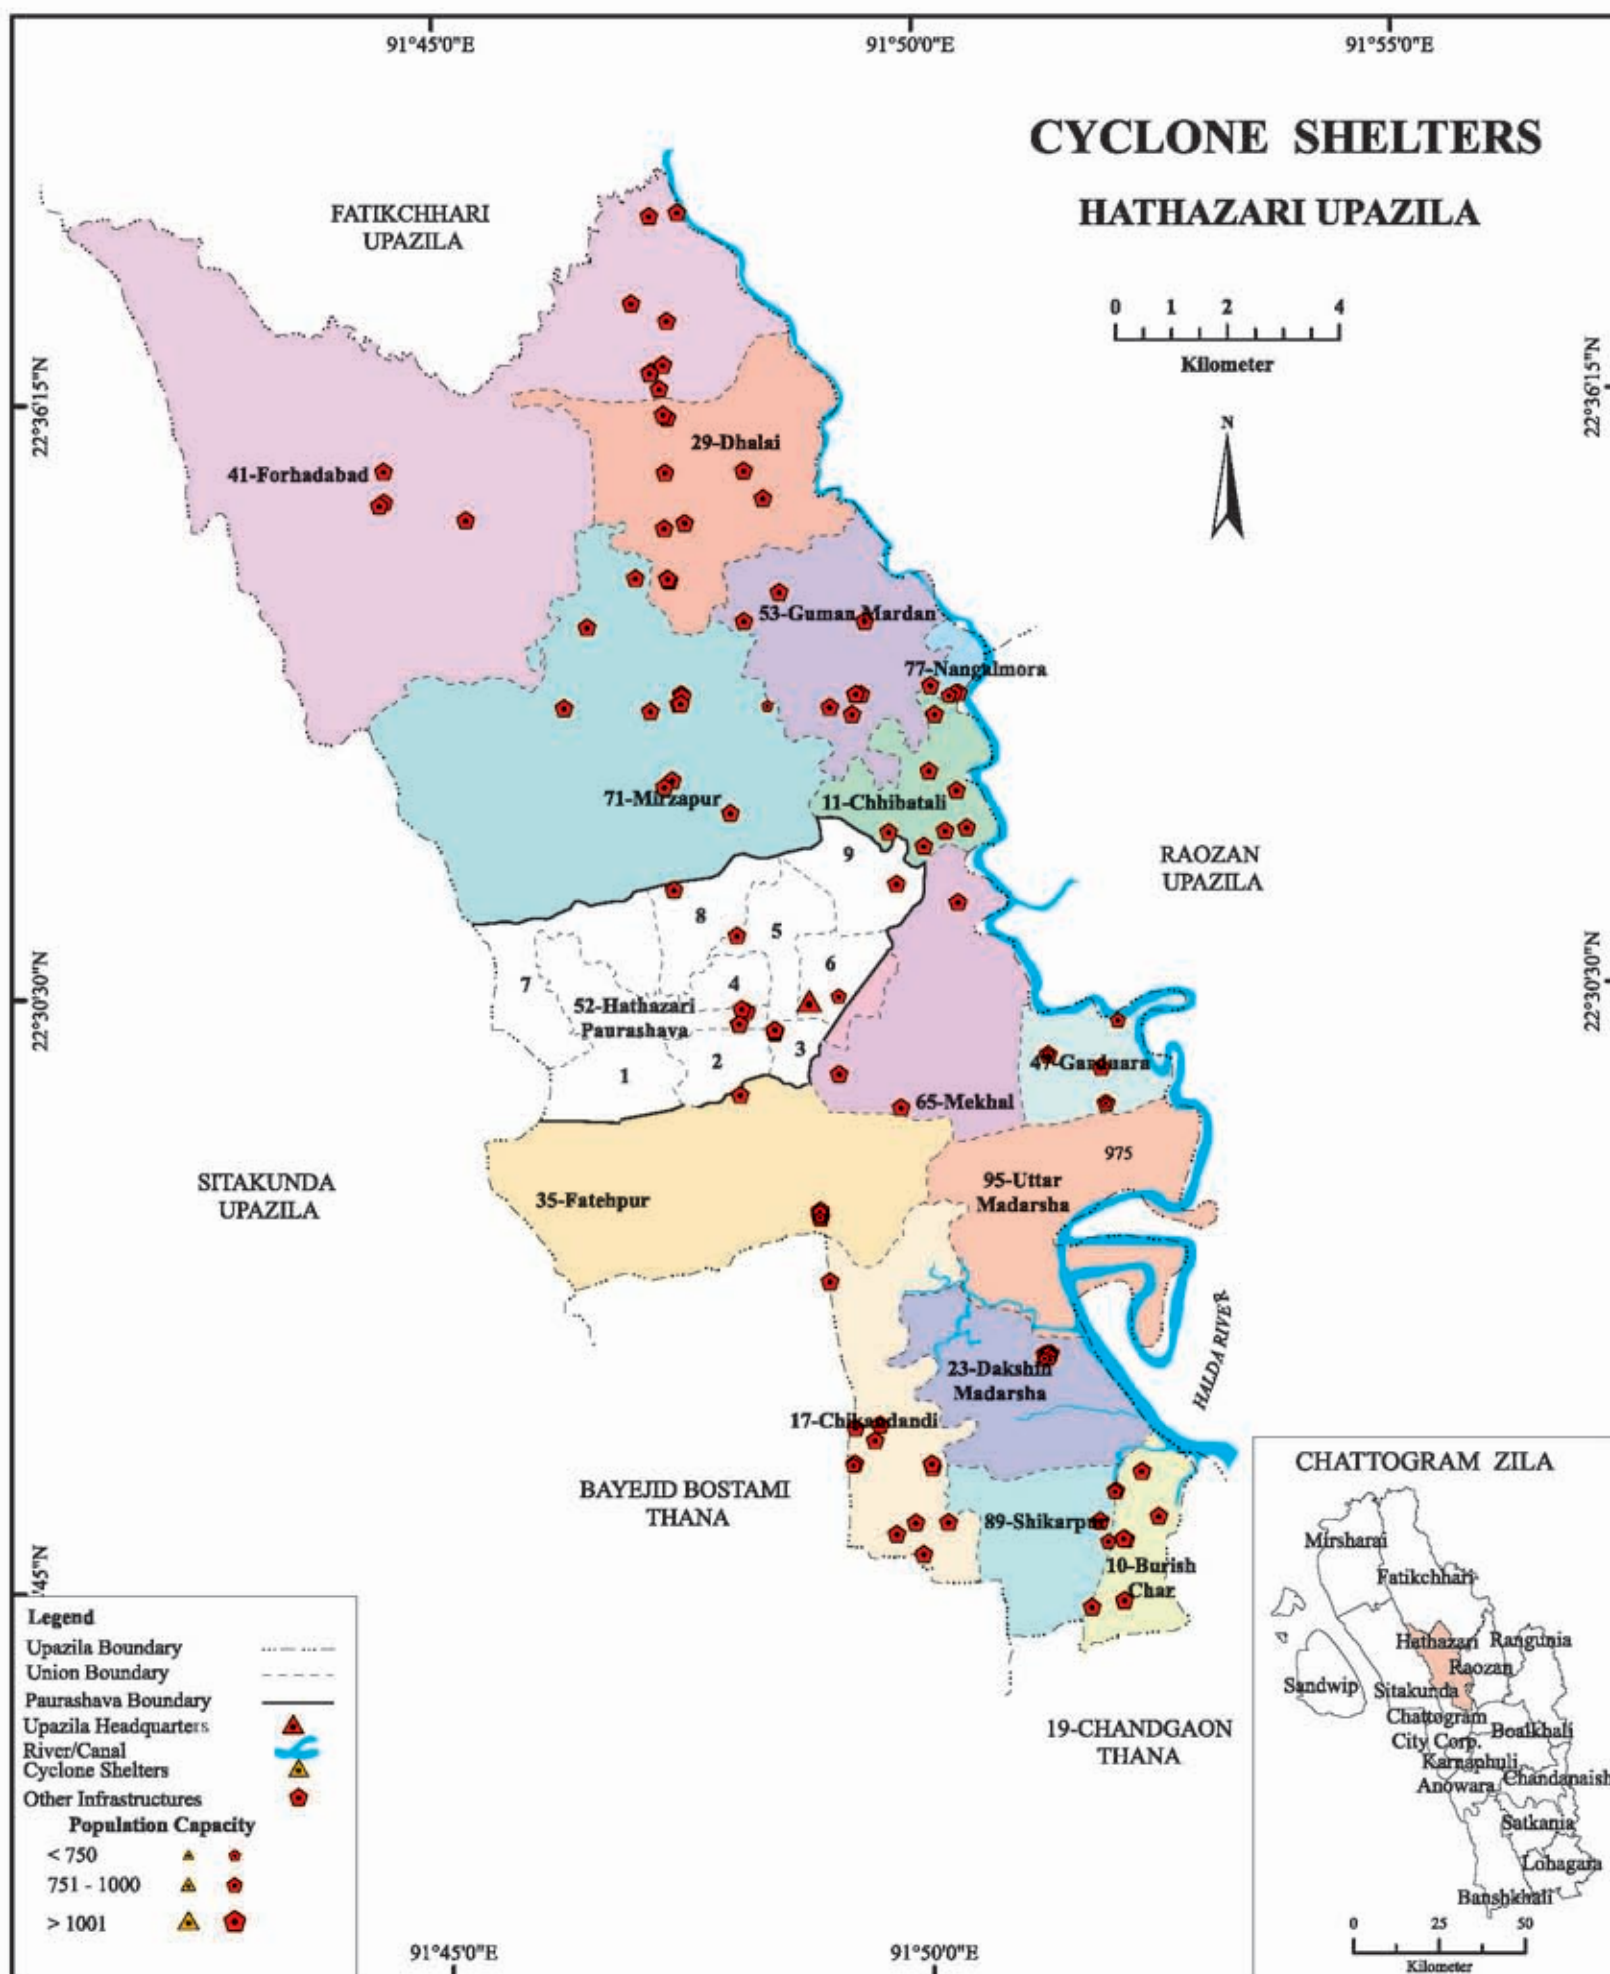 91°45'0"E
91°50'0"E
91°55'0"E
CYCLONE SHELTERS
HATHAZARI UPAZILA
FATIKCHHARI
UPAZILA
0 1 2 4
Kilometer
22°36'15"N
22°36'15"N
N
29-Dhalai
41-Forhadabad
53-Guman Mardan
77-Nangalmora
71-Mirzapur
11-Chhibatali
RAOZAN
UPAZILA
9
8
5
7
6
4
52-Hathazari
Paurashava
3
2
1
22°30'30"N
22°30'30"N
47-Garduara
65-Mekhal
975
95-Uttar
Madarsha
SITAKUNDA
UPAZILA
35-Fatehpur
HALDA RIVER
23-Dakshin
Madarsha
17-Chikandandi
BAYEJID BOSTAMI
THANA
89-Shikarpur
10-Burish
Char
19-CHANDGAON
THANA
45"N
Legend
Upazila Boundary
Union Boundary
Paurashava Boundary
Upazila Headquarters
River/Canal
Cyclone Shelters
Other Infrastructures
Population Capacity
< 750
751 - 1000
> 1001
91°45'0"E
91°50'0"E
CHATTOGRAM ZILA
Mirsharai
Fatikchhari
Hathazari
Rangunia
Raozan
Sandwip
Sitakunda
Chattogram
City Corp.
Boalkhali
Karnaphuli
Anowara
Chandanaish
Satkania
Lohagara
Banshkhali
0 25 50
Kilometer